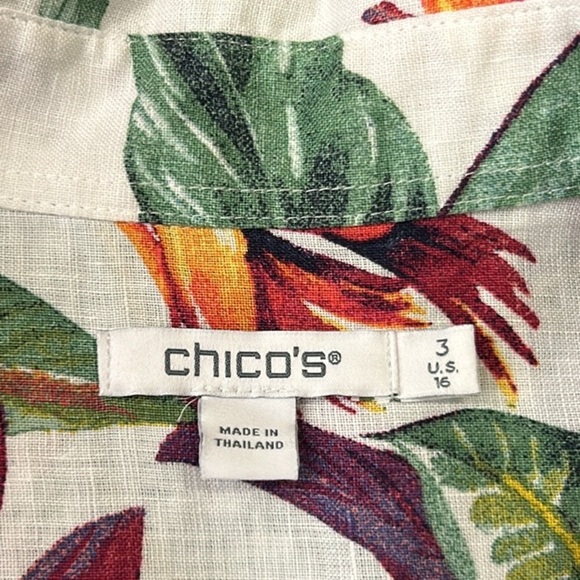 chico's®
3
U.S.
16
MADE IN
THAILAND